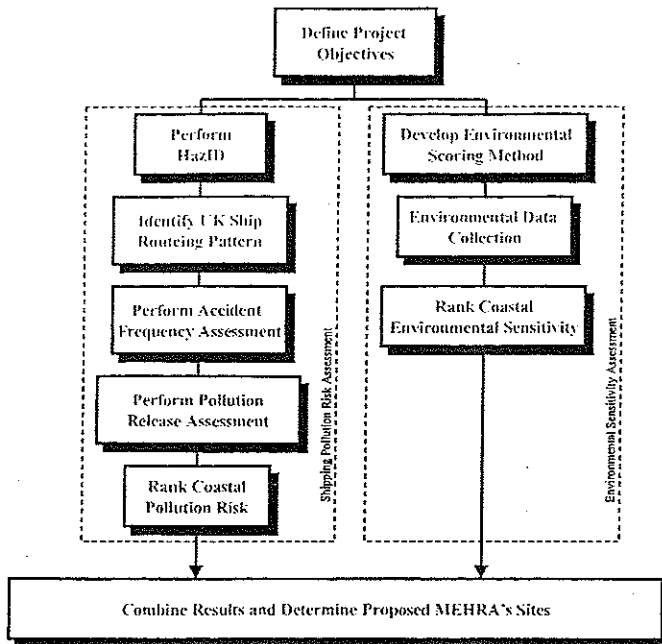 Define Project
Objectives
Perform
HazID
Identify UK Ship
Routeing Pattern
Perform Accident
Frequency Assessment
Perform Pollution
Release Assessment
Rank Coastal
Pollution Risk
Shipping Pollution Risk Assessment
Develop Environmental
Scoring Method
Environmental Data
Collection
Rank Coastal
Environmental Sensitivity
Environmental Sensitivity Assessment
Combine Results and Determine Proposed MEHRA's Sites